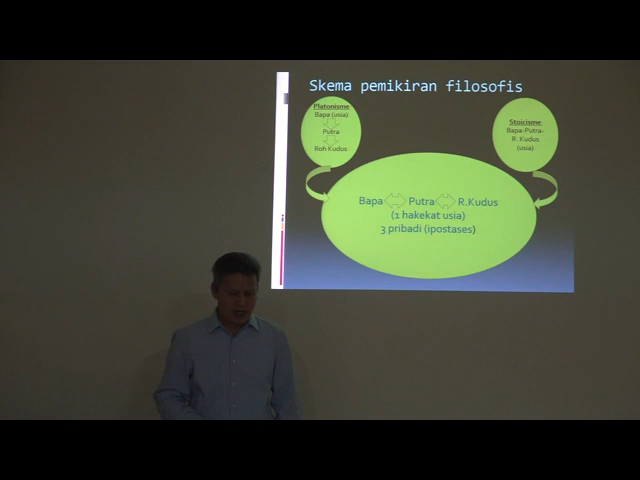 Skema pemikiran filosofis
Platonisme
Bapa (usia)
Putra
Roh Kudus
Stoicisme
Bapa-Putra-
R. Kudus
(usia)
Bapa Putra R.Kudus
(1 hakekat usia)
3 pribadi (ipostases)